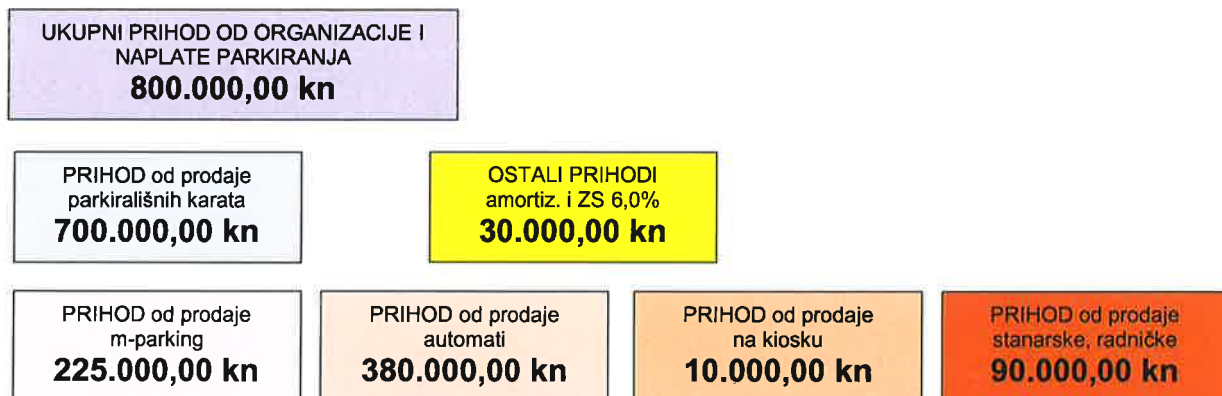 UKUPNI PRIHOD OD ORGANIZACIJE I
NAPLATE PARKIRANJA
800.000,00 kn
PRIHOD od prodaje
parkirališnih karata
700.000,00 kn
OSTALI PRIHODI
amortiz. i ZS 6,0%
30.000,00 kn
PRIHOD od prodaje
m-parking
225.000,00 kn
PRIHOD od prodaje
automati
380.000,00 kn
PRIHOD od prodaje
na kiosku
10.000,00 kn
PRIHOD od prodaje
stanarske, radničke
90.000,00 kn